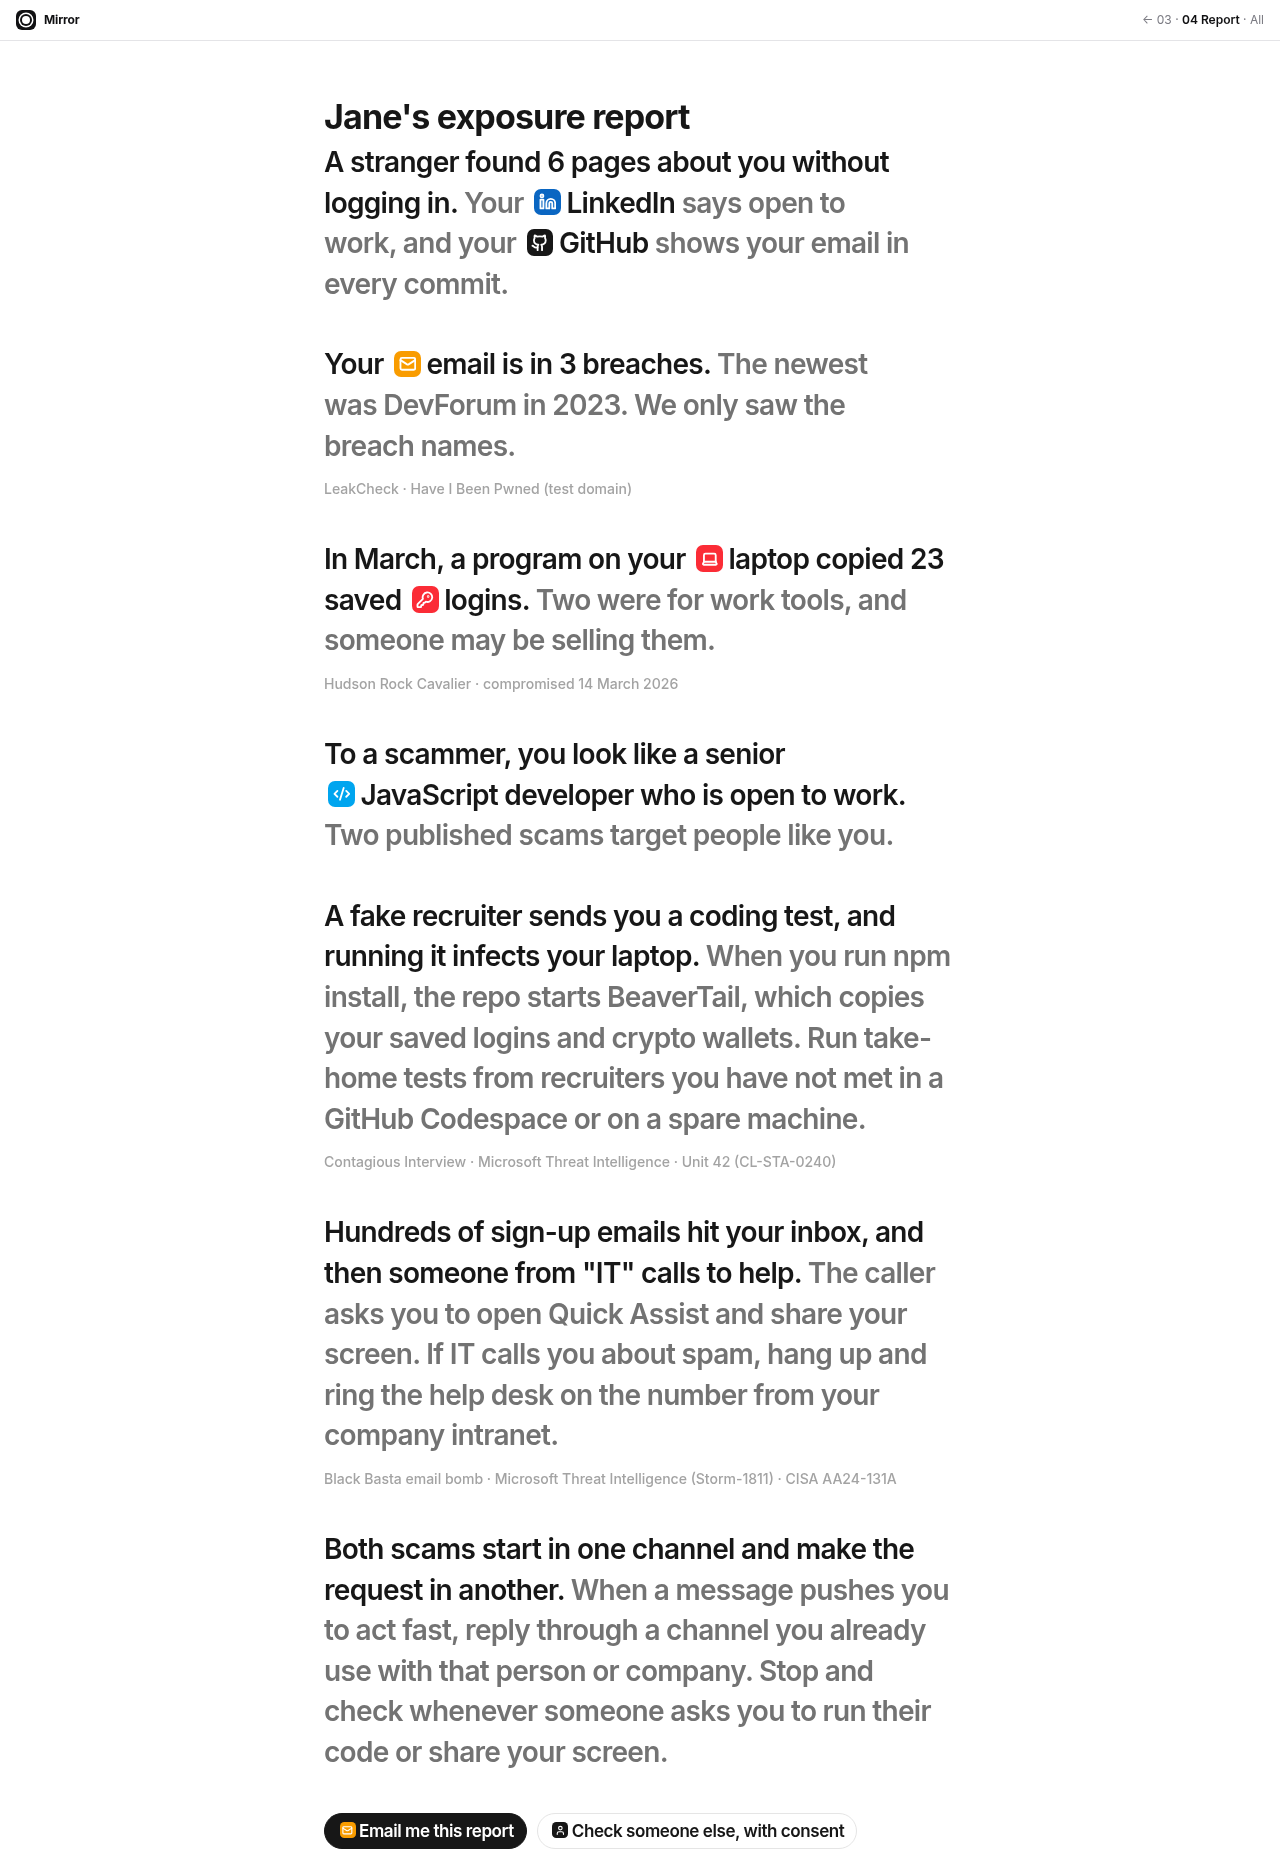 Mirror
← 03 · 04 Report · All
Jane's exposure report
A stranger found 6 pages about you without
logging in. Your LinkedIn says open to
work, and your GitHub shows your email in
every commit.
Your email is in 3 breaches. The newest
was DevForum in 2023. We only saw the
breach names.
LeakCheck · Have I Been Pwned (test domain)
In March, a program on your laptop copied 23
saved logins. Two were for work tools, and
someone may be selling them.
Hudson Rock Cavalier · compromised 14 March 2026
To a scammer, you look like a senior
JavaScript developer who is open to work.
Two published scams target people like you.
A fake recruiter sends you a coding test, and
running it infects your laptop. When you run npm
install, the repo starts BeaverTail, which copies
your saved logins and crypto wallets. Run take-
home tests from recruiters you have not met in a
GitHub Codespace or on a spare machine.
Contagious Interview · Microsoft Threat Intelligence · Unit 42 (CL-STA-0240)
Hundreds of sign-up emails hit your inbox, and
then someone from "IT" calls to help. The caller
asks you to open Quick Assist and share your
screen. If IT calls you about spam, hang up and
ring the help desk on the number from your
company intranet.
Black Basta email bomb · Microsoft Threat Intelligence (Storm-1811) · CISA AA24-131A
Both scams start in one channel and make the
request in another. When a message pushes you
to act fast, reply through a channel you already
use with that person or company. Stop and
check whenever someone asks you to run their
code or share your screen.
Email me this report
Check someone else, with consent